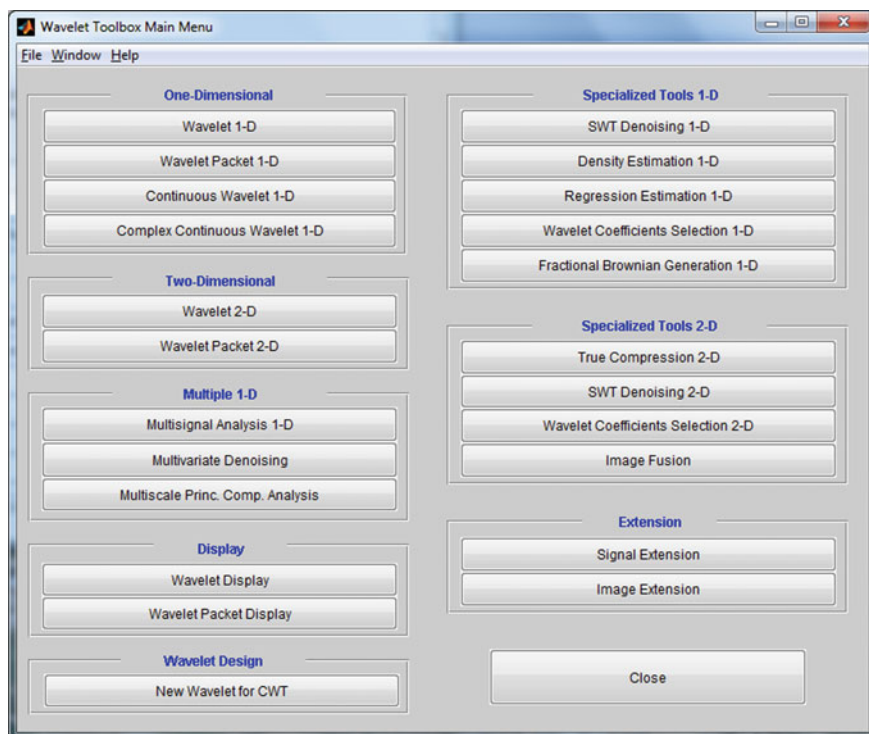 Wavelet Toolbox Main Menu
File Window Help
One-Dimensional
Wavelet 1-D
Wavelet Packet 1-D
Continuous Wavelet 1-D
Complex Continuous Wavelet 1-D
Two-Dimensional
Wavelet 2-D
Wavelet Packet 2-D
Multiple 1-D
Multisignal Analysis 1-D
Multivariate Denoising
Multiscale Princ. Comp. Analysis
Display
Wavelet Display
Wavelet Packet Display
Wavelet Design
New Wavelet for CWT
Specialized Tools 1-D
SWT Denoising 1-D
Density Estimation 1-D
Regression Estimation 1-D
Wavelet Coefficients Selection 1-D
Fractional Brownian Generation 1-D
Specialized Tools 2-D
True Compression 2-D
SWT Denoising 2-D
Wavelet Coefficients Selection 2-D
Image Fusion
Extension
Signal Extension
Image Extension
Close